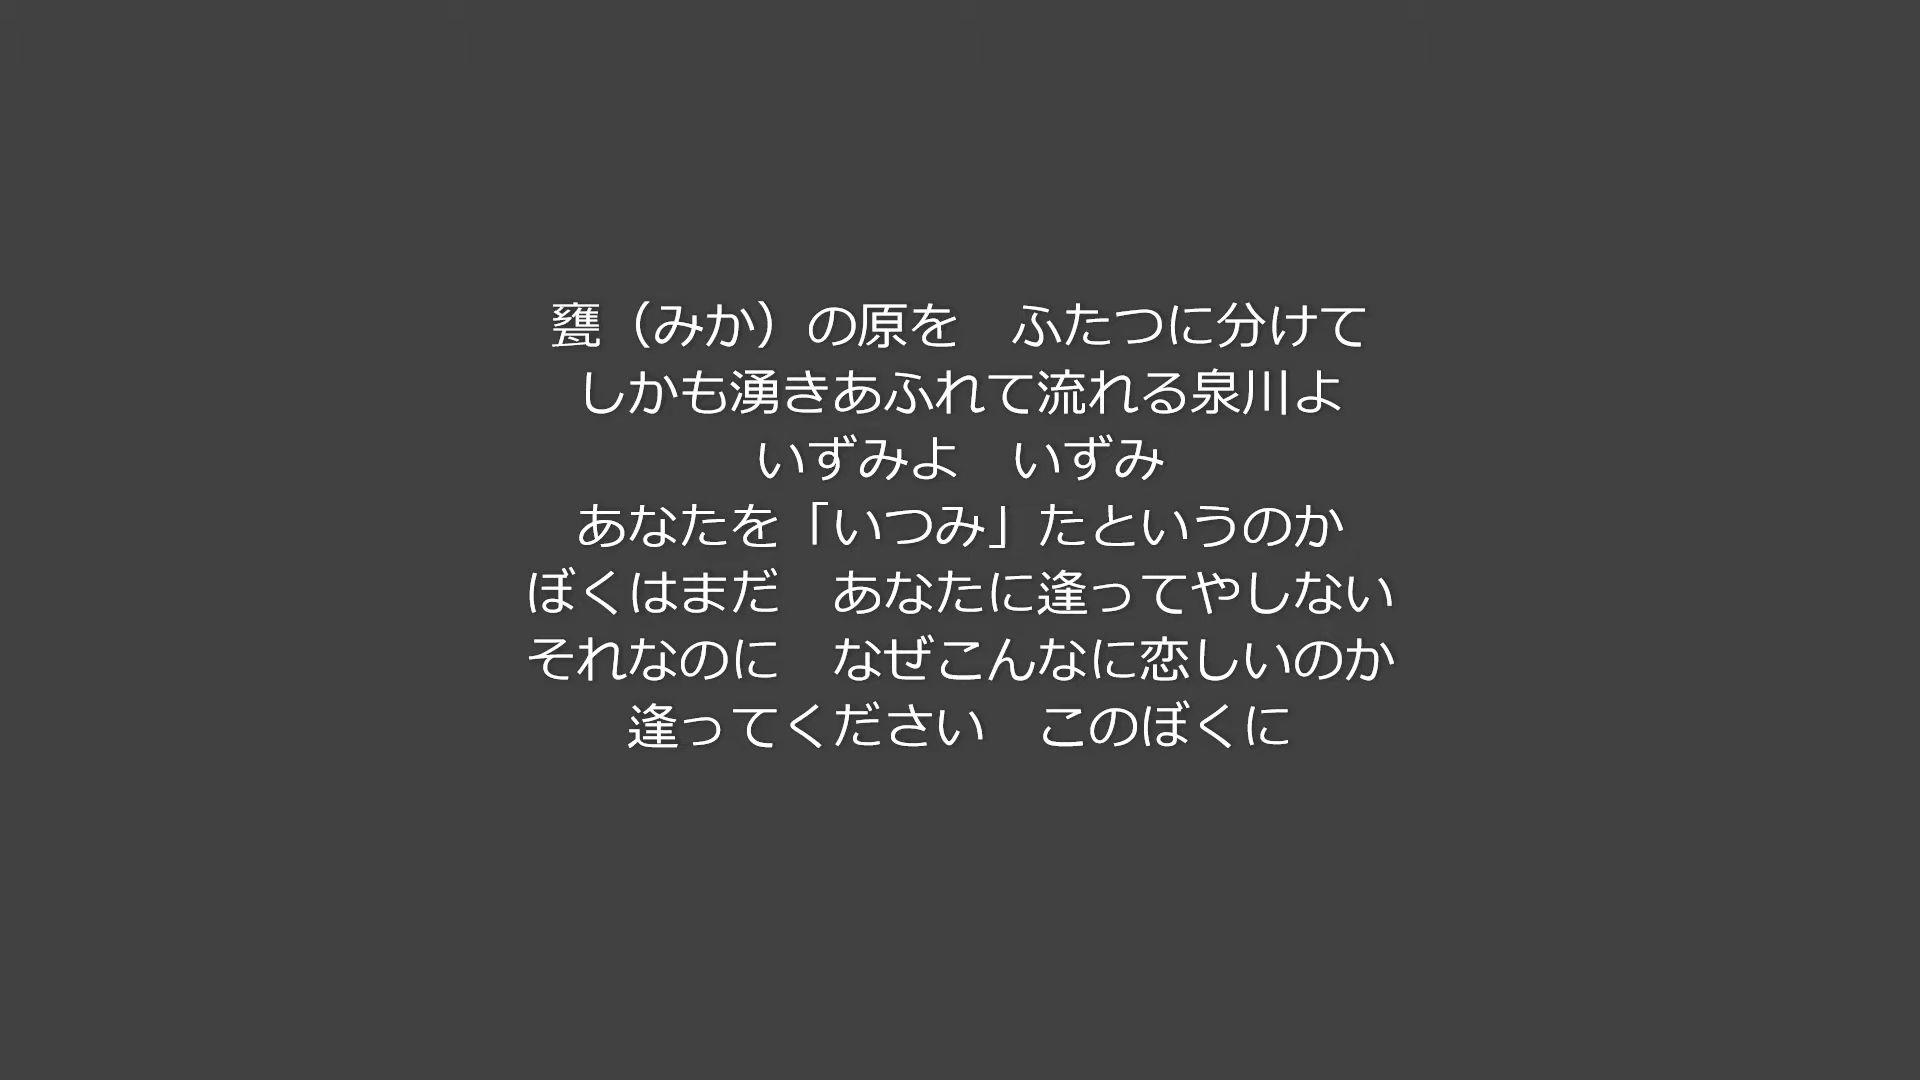 甕（みか）の原を　ふたつに分けて
しかも湧きあふれて流れる泉川よ
いずみよ　いずみ
あなたを「いつみ」たというのか
ぼくはまだ　あなたに逢ってやしない
それなのに　なぜこんなに恋しいのか
逢ってください　このぼくに